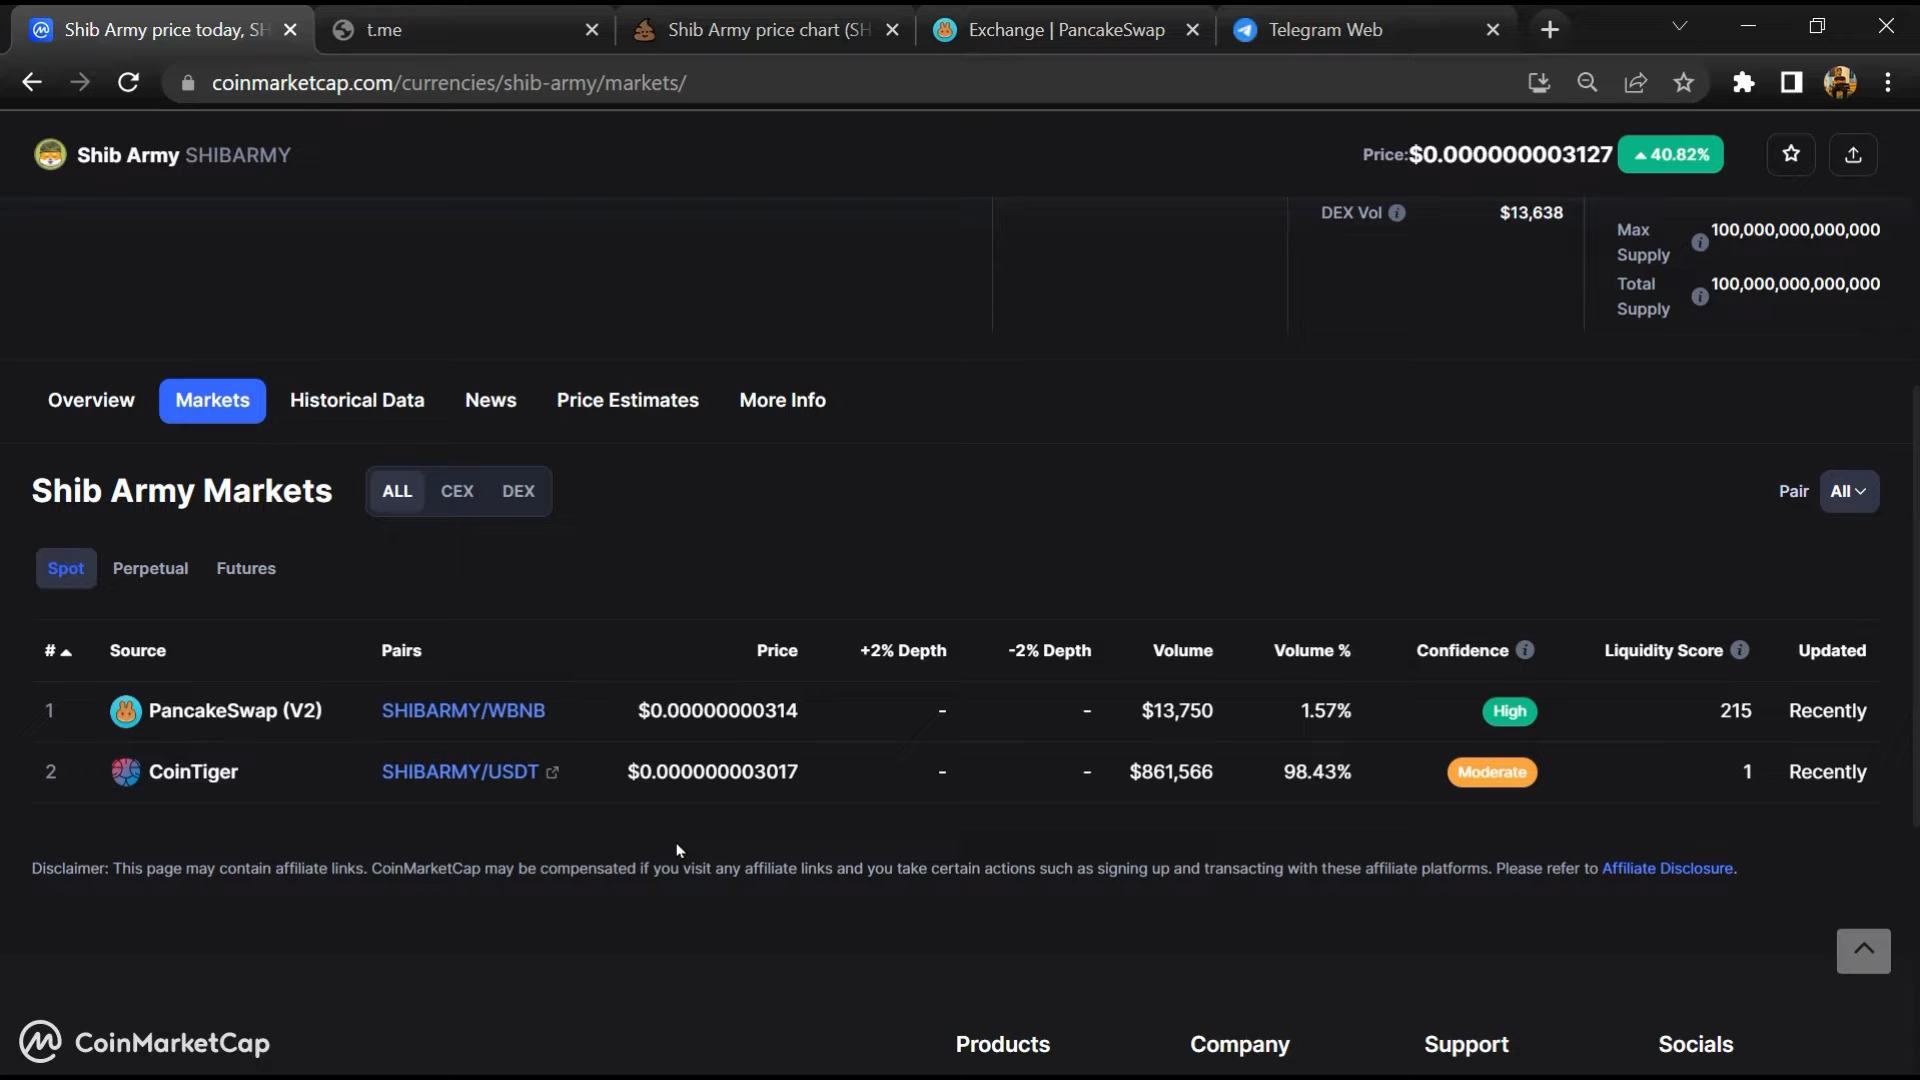 Shib Army price today, SH
t.me
Shib Army price chart (SH
Exchange | PancakeSwap
Telegram Web
coinmarketcap.com/currencies/shib-army/markets/
Shib Army SHIBARMY
Price:$0.000000003127
40.82%
DEX Vol
$13,638
Max Supply
100,000,000,000,000
Total Supply
100,000,000,000,000
Overview
Markets
Historical Data
News
Price Estimates
More Info
Shib Army Markets
ALL
CEX
DEX
Pair
All
Spot
Perpetual
Futures
# Source Pairs Price +2% Depth -2% Depth Volume Volume % Confidence Liquidity Score Updated
1 PancakeSwap (V2) SHIBARMY/WBNB $0.00000000314 - - $13,750 1.57% High 215 Recently
2 CoinTiger SHIBARMY/USDT $0.000000003017 - - $861,566 98.43% Moderate 1 Recently
Disclaimer: This page may contain affiliate links. CoinMarketCap may be compensated if you visit any affiliate links and you take certain actions such as signing up and transacting with these affiliate platforms. Please refer to Affiliate Disclosure.
CoinMarketCap
Products
Company
Support
Socials